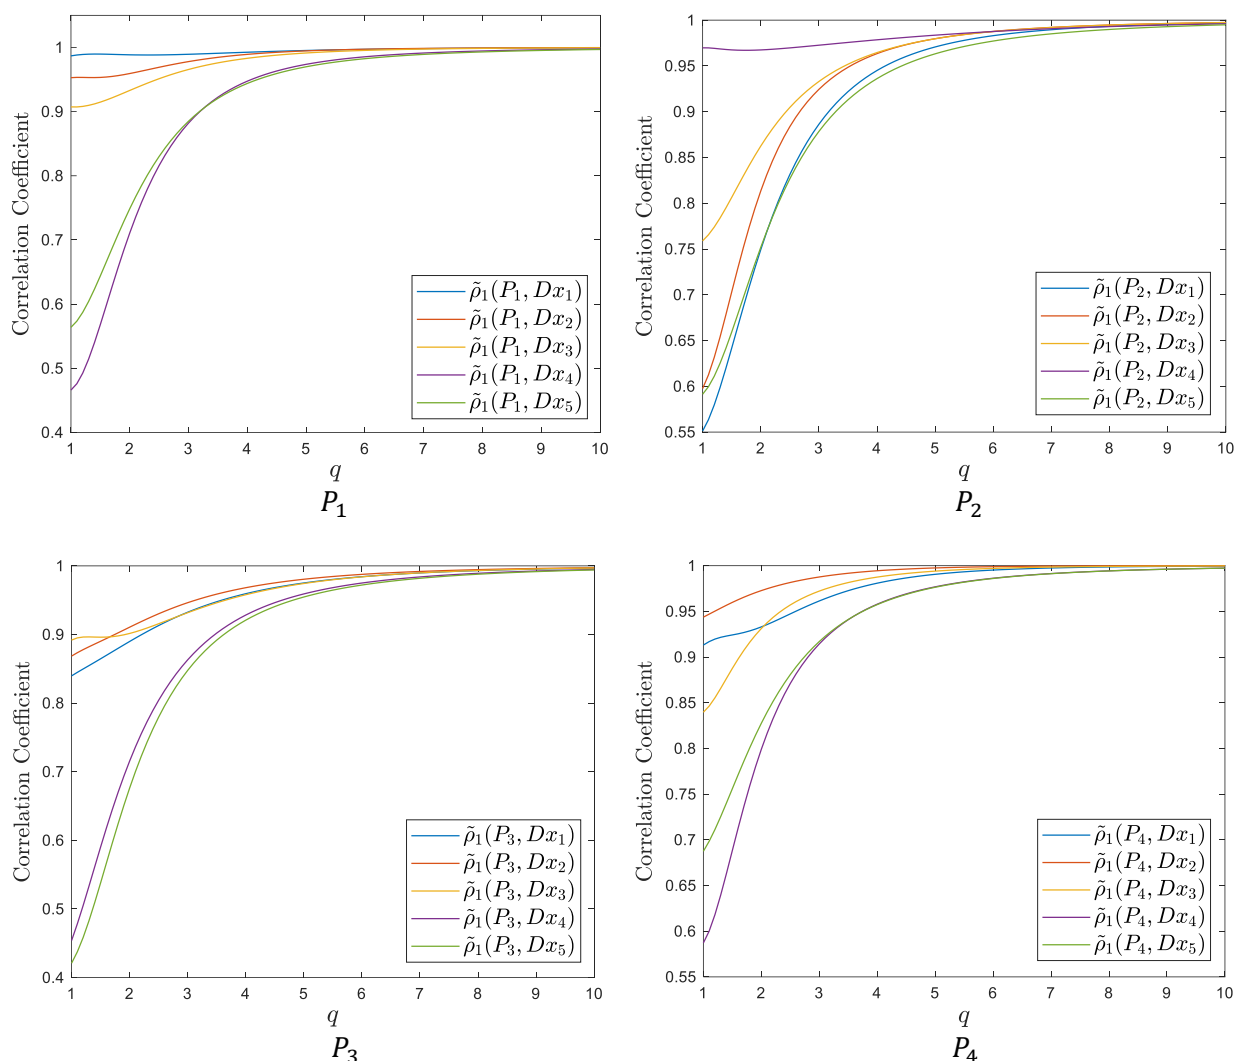 1
0.9
0.8
0.7
0.6
0.5
0.4
1 2 3 4 5 6 7 8 9 10
Correlation Coefficient
q
ρ̃₁(P₁, Dx₁)
ρ̃₁(P₁, Dx₂)
ρ̃₁(P₁, Dx₃)
ρ̃₁(P₁, Dx₄)
ρ̃₁(P₁, Dx₅)
P₁
1
0.95
0.9
0.85
0.8
0.75
0.7
0.65
0.6
0.55
1 2 3 4 5 6 7 8 9 10
Correlation Coefficient
q
ρ̃₁(P₂, Dx₁)
ρ̃₁(P₂, Dx₂)
ρ̃₁(P₂, Dx₃)
ρ̃₁(P₂, Dx₄)
ρ̃₁(P₂, Dx₅)
P₂
1
0.9
0.8
0.7
0.6
0.5
0.4
1 2 3 4 5 6 7 8 9 10
Correlation Coefficient
q
ρ̃₁(P₃, Dx₁)
ρ̃₁(P₃, Dx₂)
ρ̃₁(P₃, Dx₃)
ρ̃₁(P₃, Dx₄)
ρ̃₁(P₃, Dx₅)
P₃
1
0.95
0.9
0.85
0.8
0.75
0.7
0.65
0.6
0.55
1 2 3 4 5 6 7 8 9 10
Correlation Coefficient
q
ρ̃₁(P₄, Dx₁)
ρ̃₁(P₄, Dx₂)
ρ̃₁(P₄, Dx₃)
ρ̃₁(P₄, Dx₄)
ρ̃₁(P₄, Dx₅)
P₄